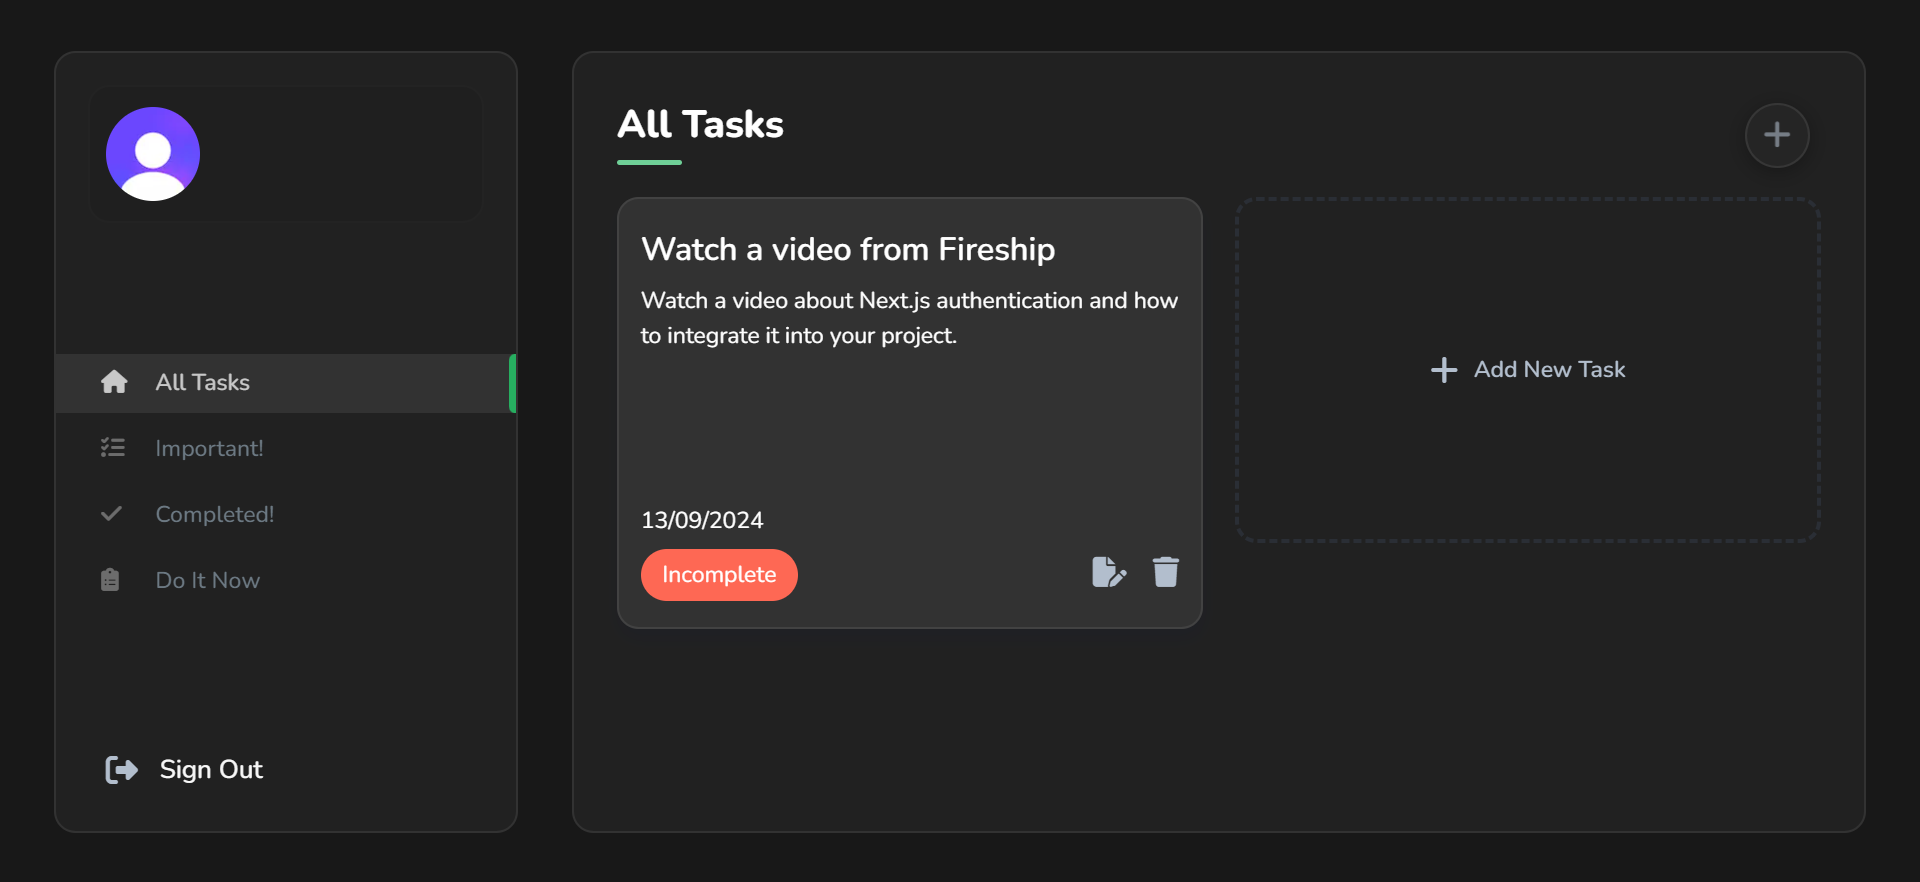 All Tasks
Important!
Completed!
Do It Now
Sign Out
All Tasks
Watch a video from Fireship
Watch a video about Next.js authentication and how
to integrate it into your project.
13/09/2024
Incomplete
Add New Task